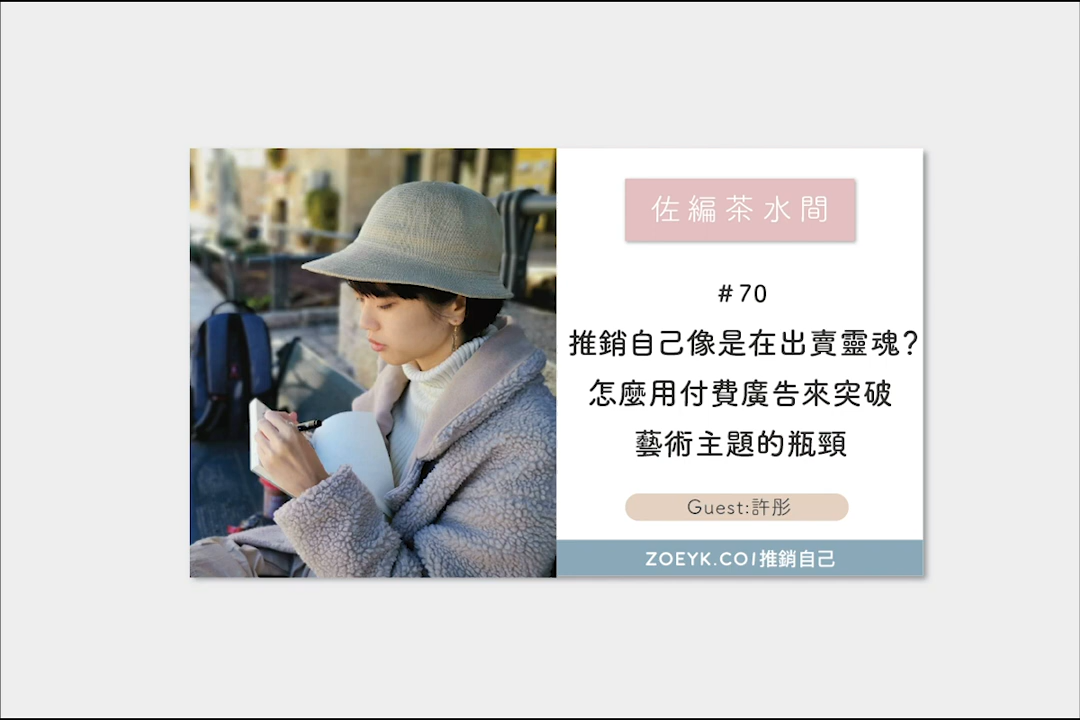 佐編茶水間
#70
推銷自己像是在出賣靈魂?
怎麼用付費廣告來突破
藝術主題的瓶頸
Guest:許彤
ZOEYK.CO/推銷自己